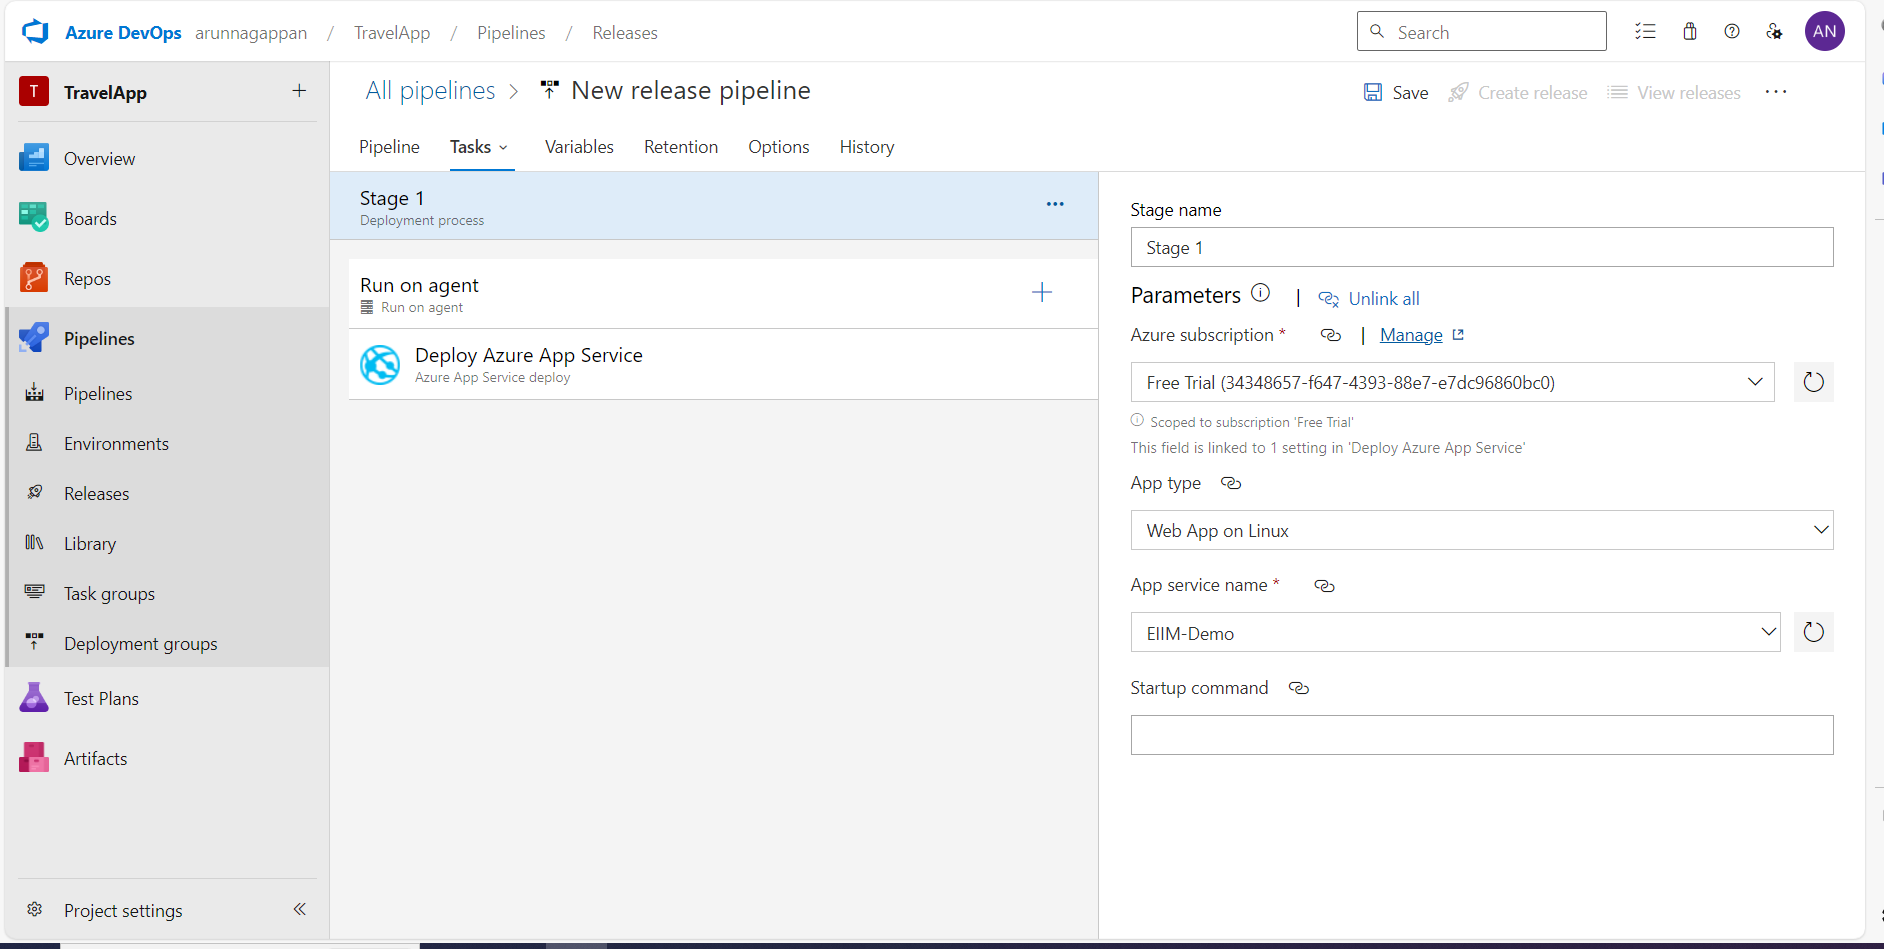 Azure DevOps arunnagappan / TravelApp / Pipelines / Releases
Search
AN
T TravelApp
All pipelines > New release pipeline
Save Create release View releases ...
Overview
Boards
Repos
Pipelines
Pipelines
Environments
Releases
Library
Task groups
Deployment groups
Test Plans
Artifacts
Project settings
Pipeline Tasks Variables Retention Options History
Stage 1
Deployment process
Run on agent
Run on agent
Deploy Azure App Service
Azure App Service deploy
Stage name
Stage 1
Parameters | Unlink all
Azure subscription * | Manage
Free Trial (34348657-f647-4393-88e7-e7dc96860bc0)
Scoped to subscription 'Free Trial'
This field is linked to 1 setting in 'Deploy Azure App Service'
App type
Web App on Linux
App service name *
EIIM-Demo
Startup command